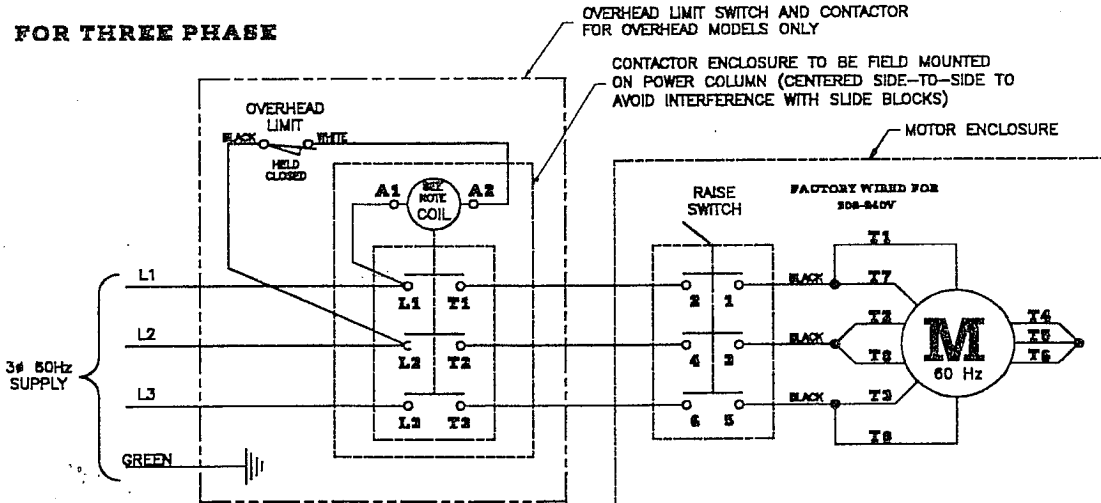 FOR THREE PHASE
OVERHEAD LIMIT SWITCH AND CONTACTOR
FOR OVERHEAD MODELS ONLY
CONTACTOR ENCLOSURE TO BE FIELD MOUNTED
ON POWER COLUMN (CENTERED SIDE-TO-SIDE TO
AVOID INTERFERENCE WITH SLIDE BLOCKS)
MOTOR ENCLOSURE
OVERHEAD
LIMIT
BLACK
WHITE
HELD
CLOSED
A1
SEE
NOTE
COIL
A2
RAISE
SWITCH
FACTORY WIRED FOR
208-240V
T1
L1
L1
T1
2
1
BLACK
T7
T2
L2
L2
T2
4
3
BLACK
T8
M
60 Hz
T4
T5
T6
3ø 60Hz
SUPPLY
L3
L3
T3
6
5
BLACK
T3
T9
GREEN